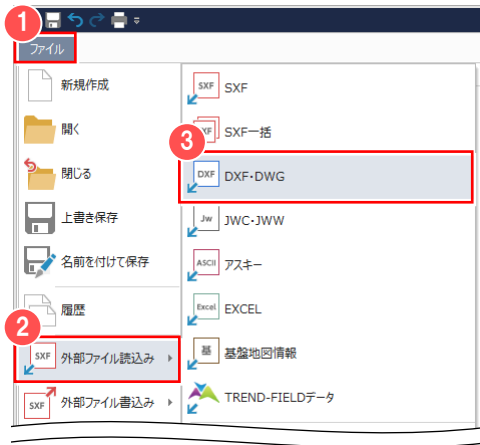 1
ファイル
新規作成
開く
閉じる
上書き保存
名前を付けて保存
履歴
2
SXF 外部ファイル読込み
SXF 外部ファイル書込み
SXF SXF
SXF一括
3
DXF DXF・DWG
Jw JWC・JWW
ASCII アスキー
Excel EXCEL
基 基盤地図情報
TREND-FIELDデータ